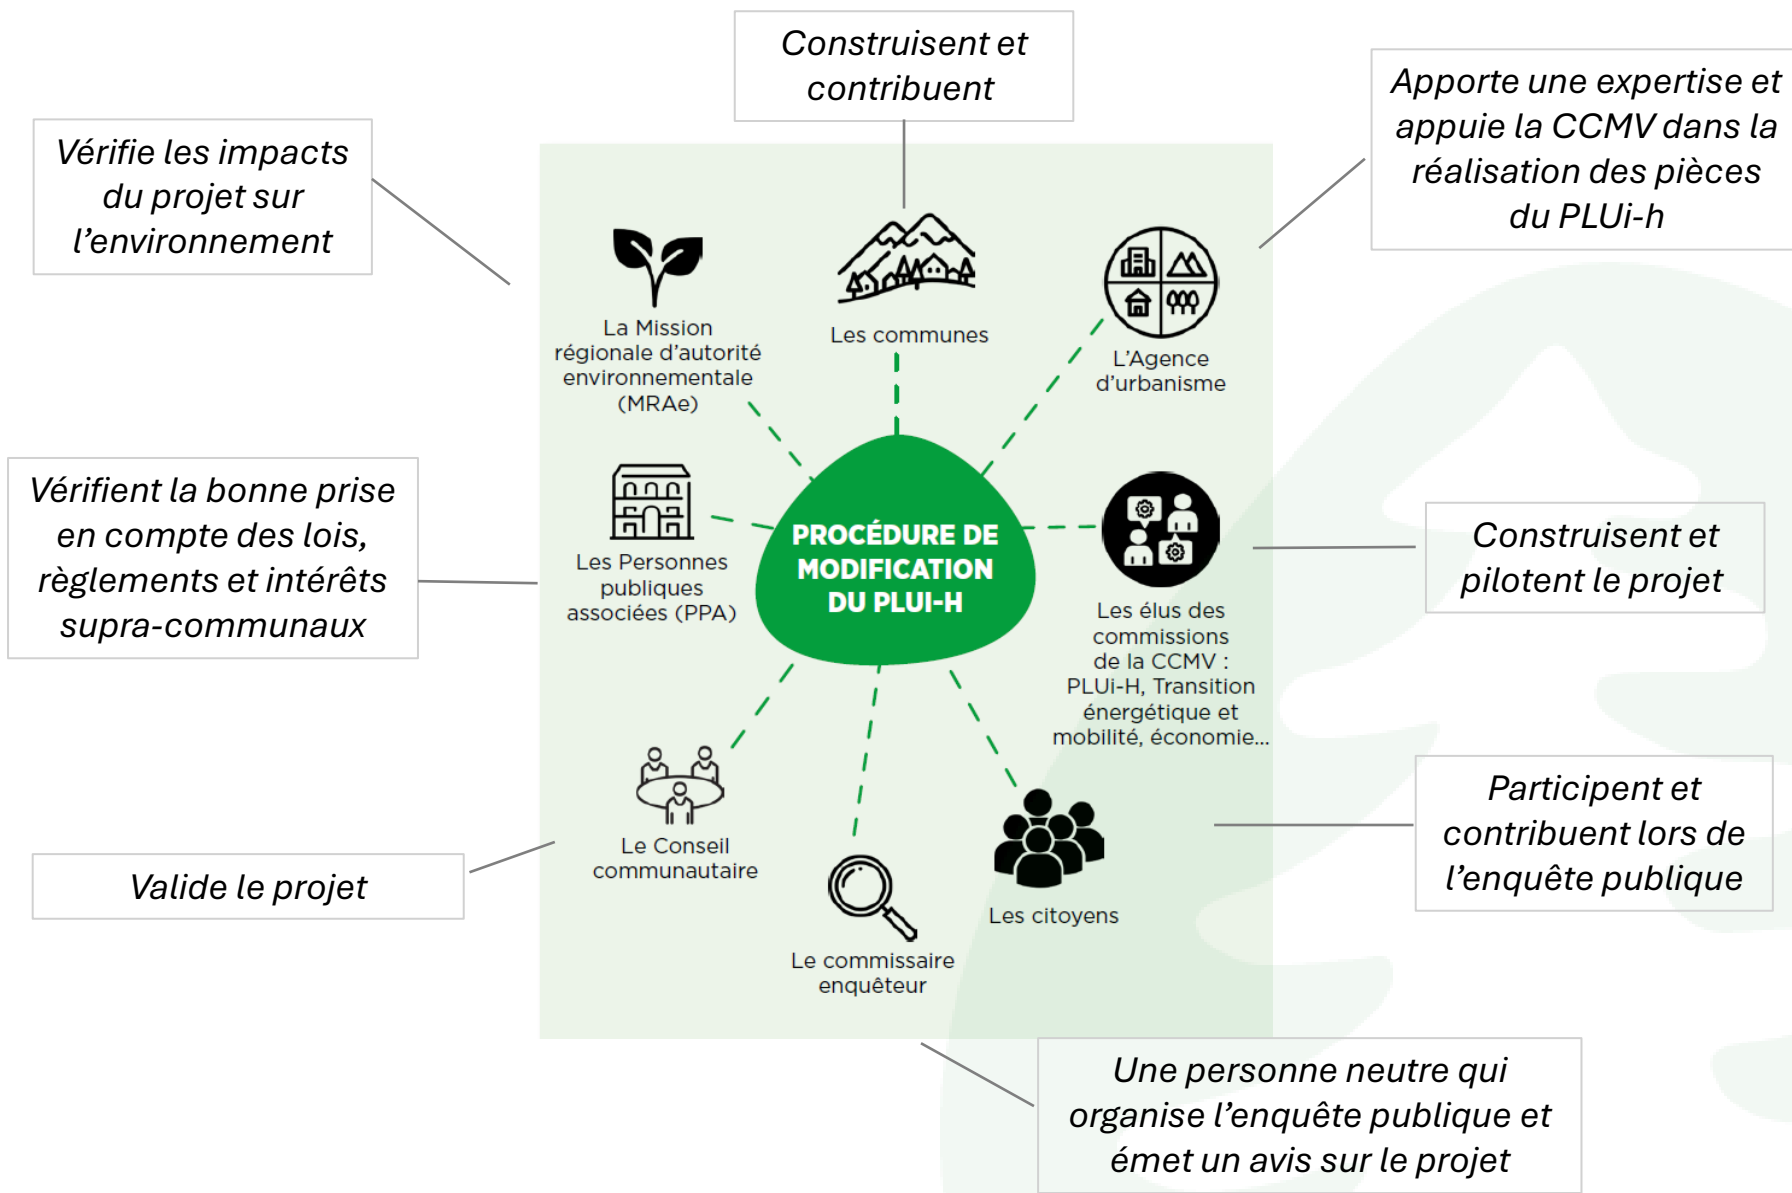 Construisent et
contribuent
Apporte une expertise et
appuie la CCMV dans la
réalisation des pièces
du PLUi-h
Vérifie les impacts
du projet sur
l’environnement
La Mission
régionale d’autorité
environnementale
(MRAe)
Les communes
L’Agence
d’urbanisme
Vérifient la bonne prise
en compte des lois,
règlements et intérêts
supra-communaux
Les Personnes
publiques
associées (PPA)
PROCÉDURE DE
MODIFICATION
DU PLUI-H
Les élus des
commissions
de la CCMV :
PLUi-H, Transition
énergétique et
mobilité, économie...
Construisent et
pilotent le projet
Valide le projet
Le Conseil
communautaire
Le commissaire
enquêteur
Les citoyens
Participent et
contribuent lors de
l’enquête publique
Une personne neutre qui
organise l’enquête publique et
émet un avis sur le projet